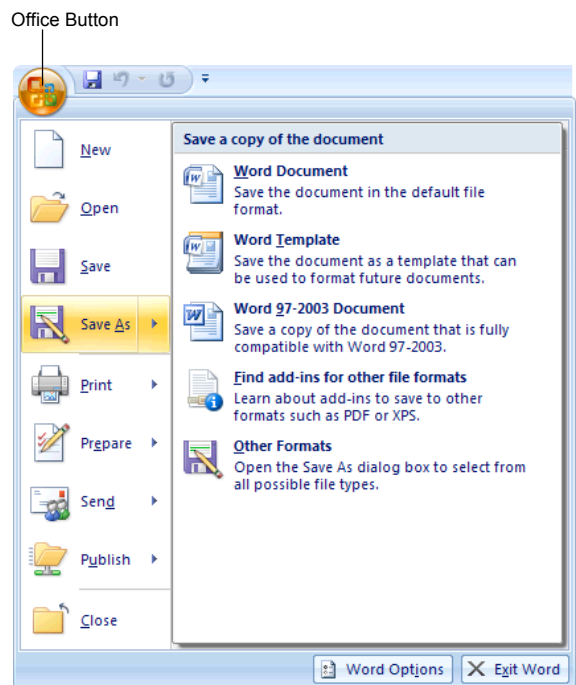 Office Button
New
Open
Save
Save As
Print
Prepare
Send
Publish
Close
Save a copy of the document
Word Document
Save the document in the default file
format.
Word Template
Save the document as a template that can
be used to format future documents.
Word 97-2003 Document
Save a copy of the document that is fully
compatible with Word 97-2003.
Find add-ins for other file formats
Learn about add-ins to save to other
formats such as PDF or XPS.
Other Formats
Open the Save As dialog box to select from
all possible file types.
Word Options
Exit Word